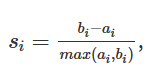 $s_i = \frac{b_i - a_i}{max(a_i, b_i)},$